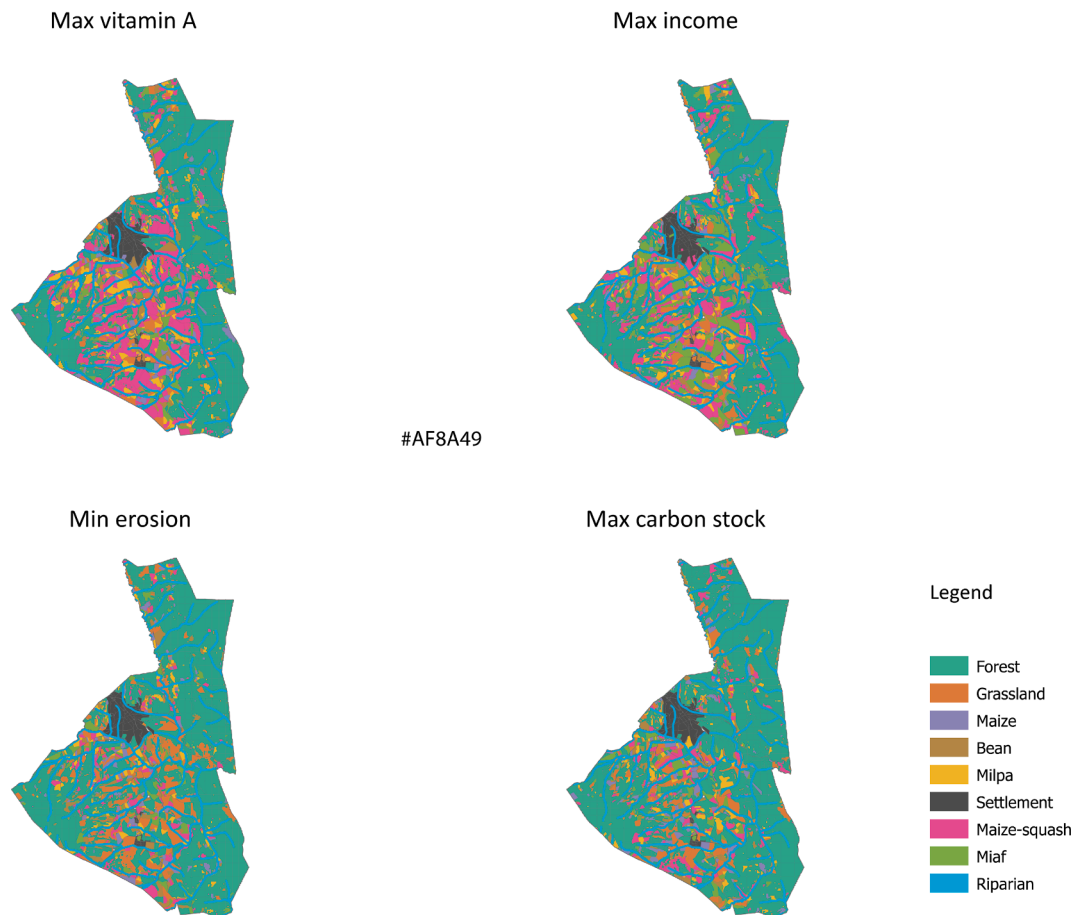 Max vitamin A
Max income
#AF8A49
Min erosion
Max carbon stock
Legend
Forest
Grassland
Maize
Bean
Milpa
Settlement
Maize-squash
Miaf
Riparian